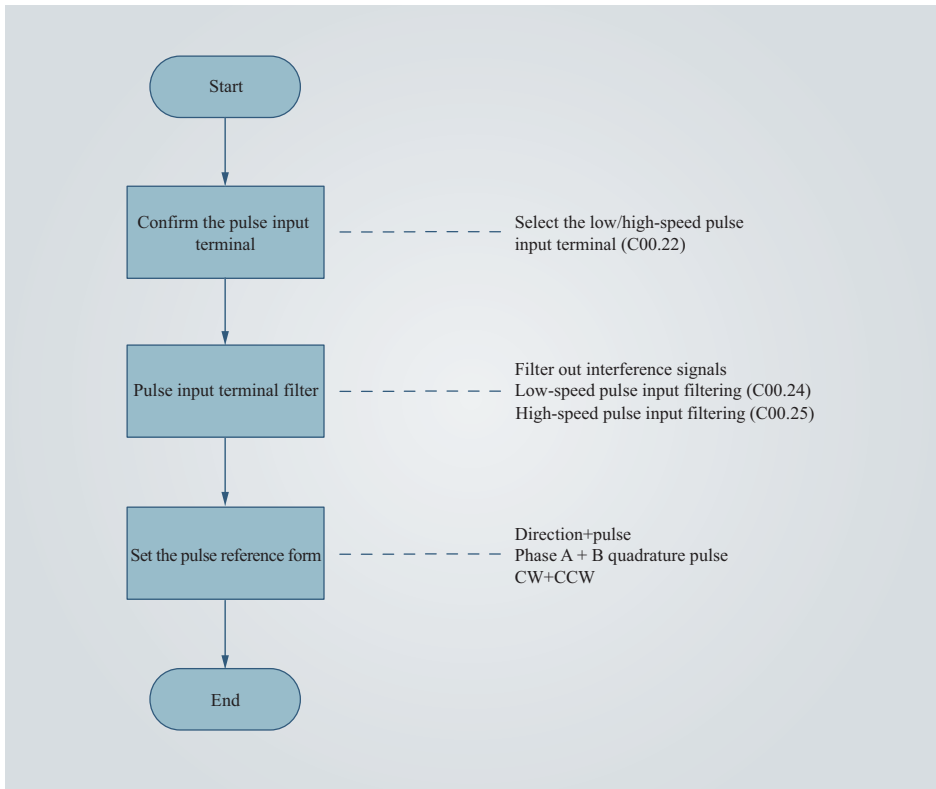 Start
Confirm the pulse input
terminal
Select the low/high-speed pulse
input terminal (C00.22)
Pulse input terminal filter
Filter out interference signals
Low-speed pulse input filtering (C00.24)
High-speed pulse input filtering (C00.25)
Set the pulse reference form
Direction+pulse
Phase A + B quadrature pulse
CW+CCW
End